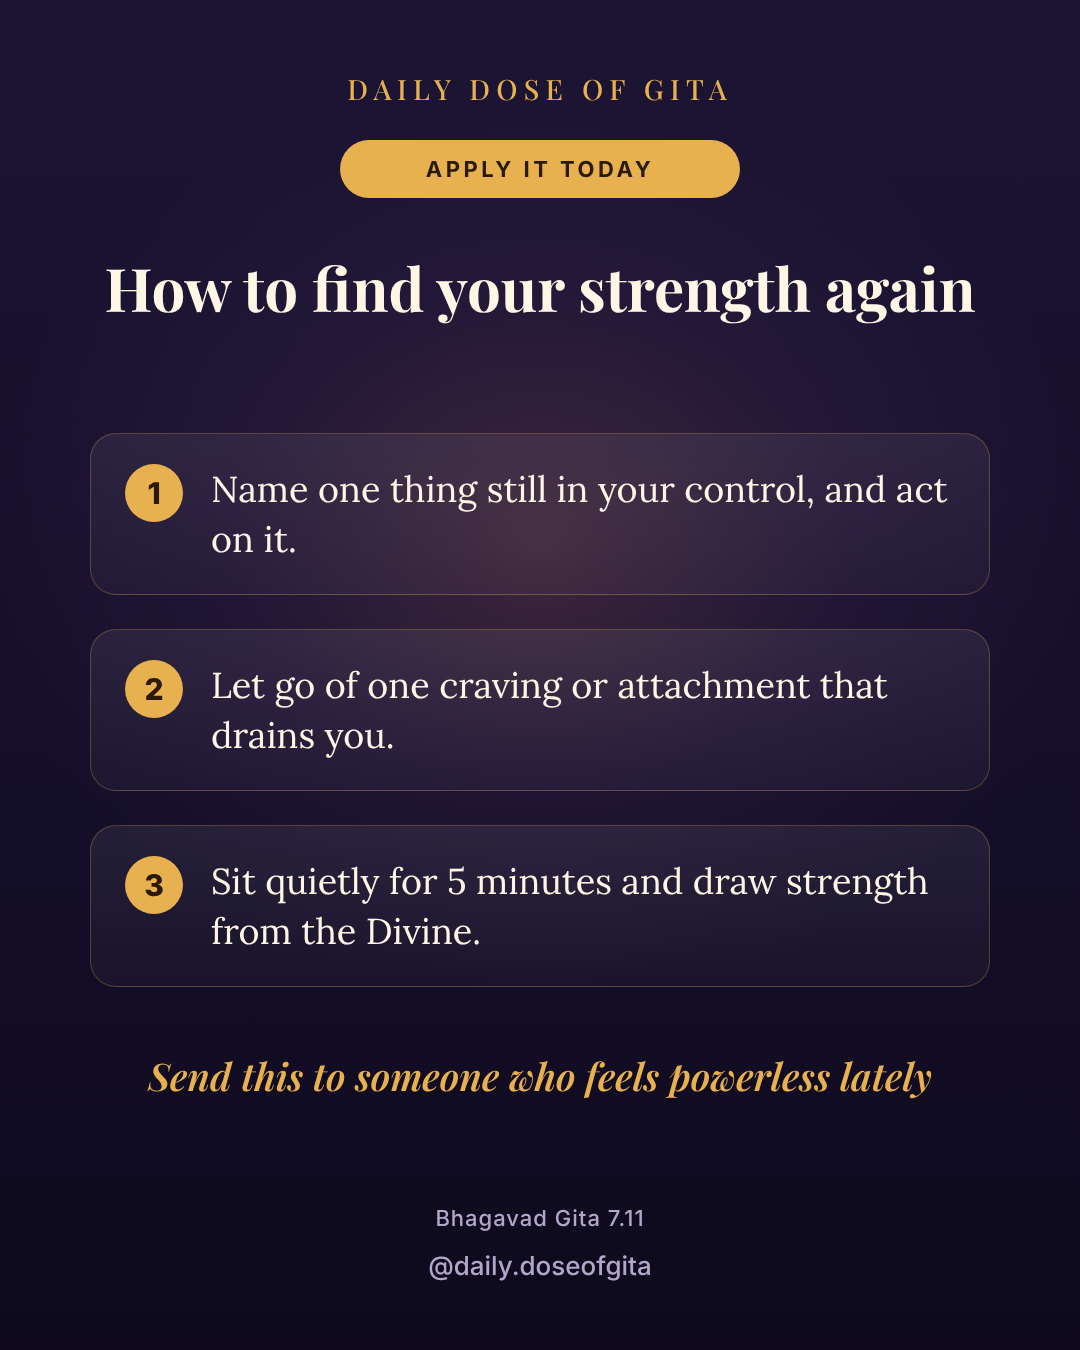 DAILY DOSE OF GITA
APPLY IT TODAY
How to find your strength again
1
Name one thing still in your control, and act
on it.
2
Let go of one craving or attachment that
drains you.
3
Sit quietly for 5 minutes and draw strength
from the Divine.
Send this to someone who feels powerless lately
Bhagavad Gita 7.11
@daily.doseofgita